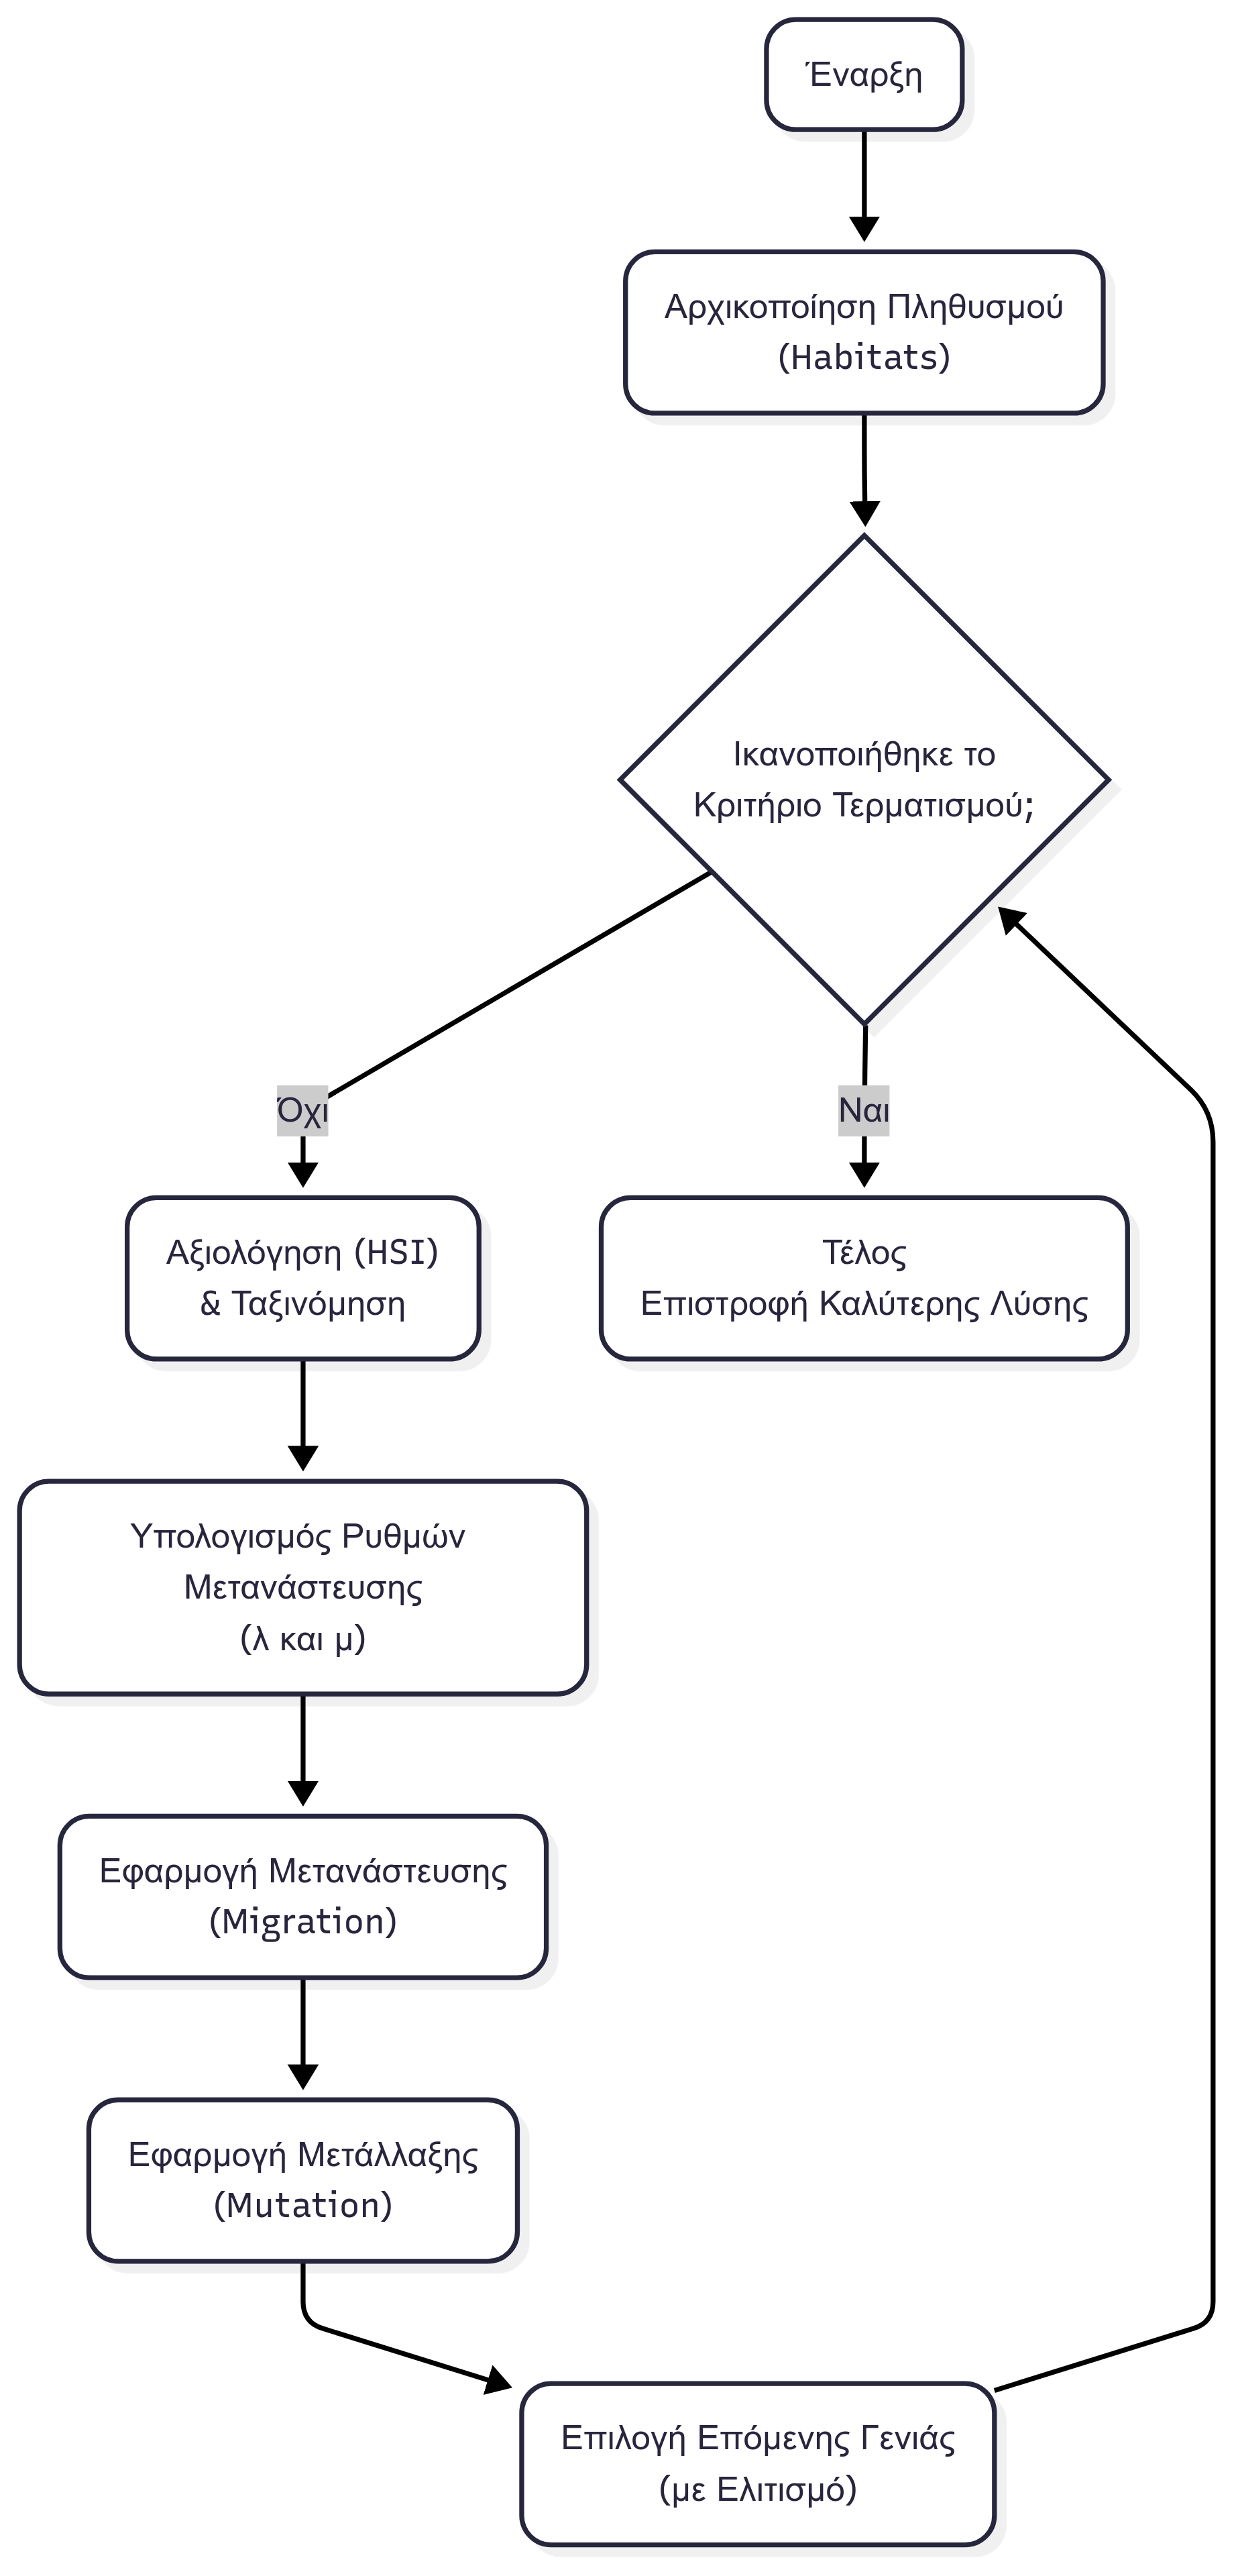 Έναρξη
Αρχικοποίηση Πληθυσμού
(Habitats)
Ικανοποιήθηκε το
Κριτήριο Τερματισμού;
Όχι
Ναι
Αξιολόγηση (HSI)
& Ταξινόμηση
Τέλος
Επιστροφή Καλύτερης Λύσης
Υπολογισμός Ρυθμών
Μετανάστευσης
(λ και μ)
Εφαρμογή Μετανάστευσης
(Migration)
Εφαρμογή Μετάλλαξης
(Mutation)
Επιλογή Επόμενης Γενιάς
(με Ελιτισμό)